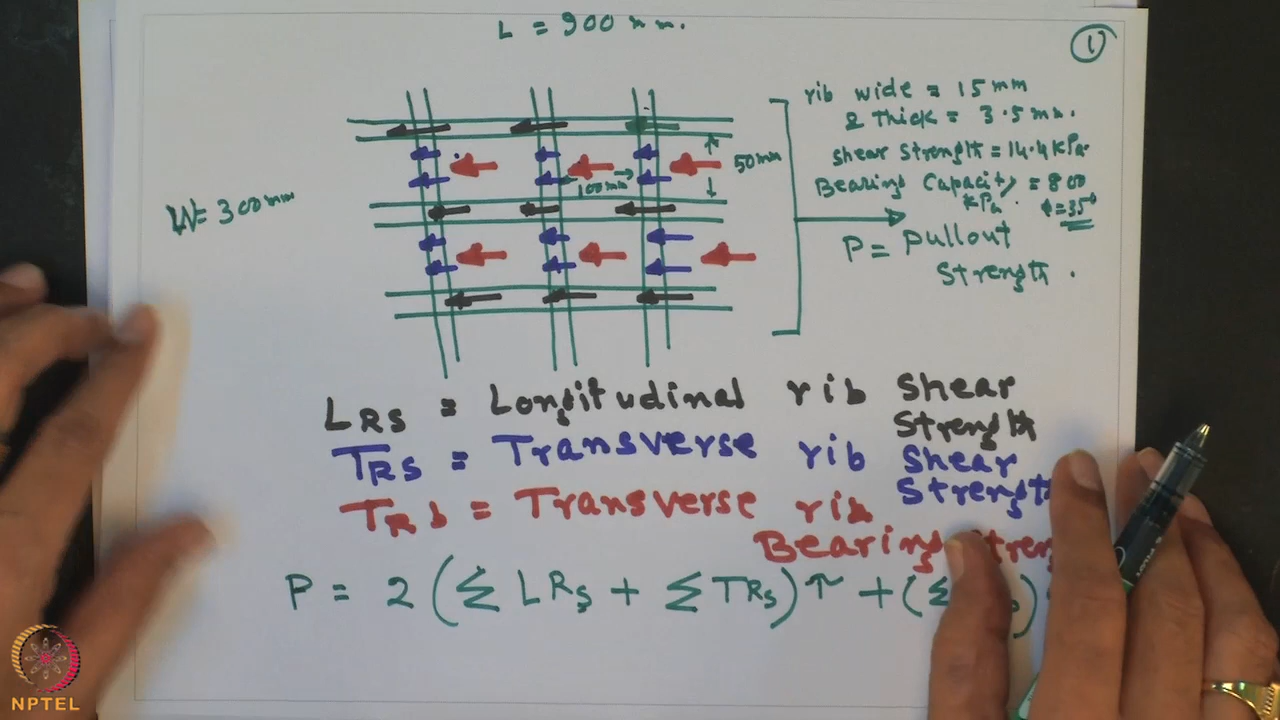 L = 900 mm.
1
rib wide = 15 mm
& thick = 3.5 mm.
Shear Strength = 14.4 kPa.
Bearing Capacity = 800
kPa. ϕ=35°
50 mm
100 mm
W= 300 mm
P = Pullout
Strength.
LRS = Longitudinal rib Shear
Strength
TRS = Transverse rib Shear
Strength
TRb = Transverse rib
Bearing
P = 2 (Σ LRS + Σ TRS) τ + (Σ
NPTEL